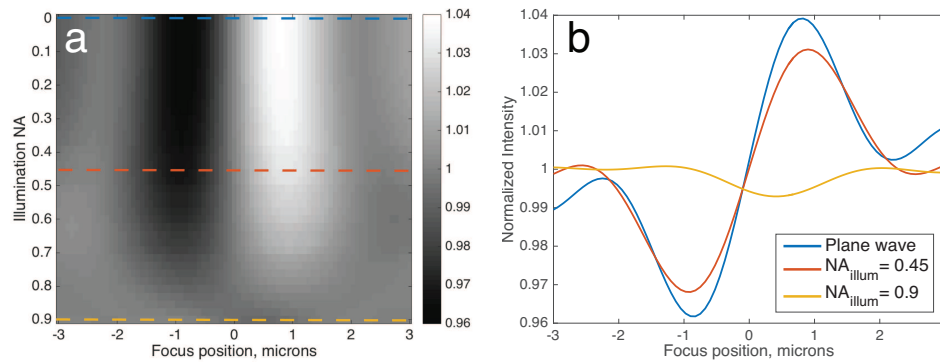 a
Illumination NA
0
0.1
0.2
0.3
0.4
0.5
0.6
0.7
0.8
0.9
-3 -2 -1 0 1 2 3
Focus position, microns
1.04
1.03
1.02
1.01
1
0.99
0.98
0.97
0.96
b
Normalized Intensity
1.04
1.03
1.02
1.01
1
0.99
0.98
0.97
0.96
Plane wave
NAillum= 0.45
NAillum= 0.9
-3 -2 -1 0 1 2 3
Focus position, microns